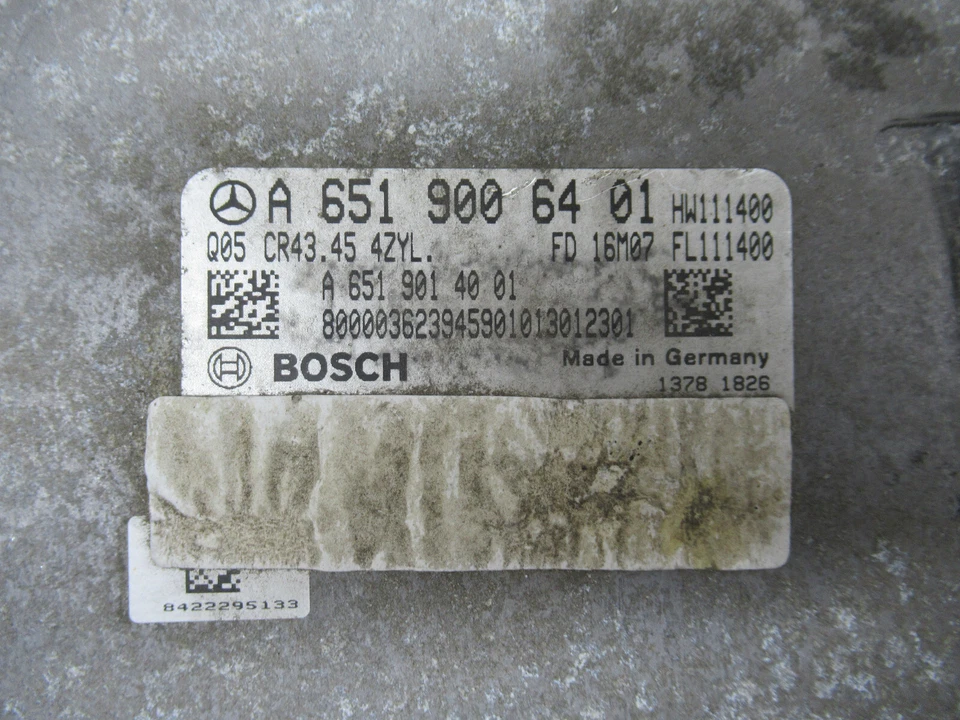 A 651 900 64 01 HW111400
Q05 CR43.45 4ZYL. FD 16M07 FL111400
A 651 901 40 01
800003623945901013012301
BOSCH Made in Germany
1378 1826
8422295133